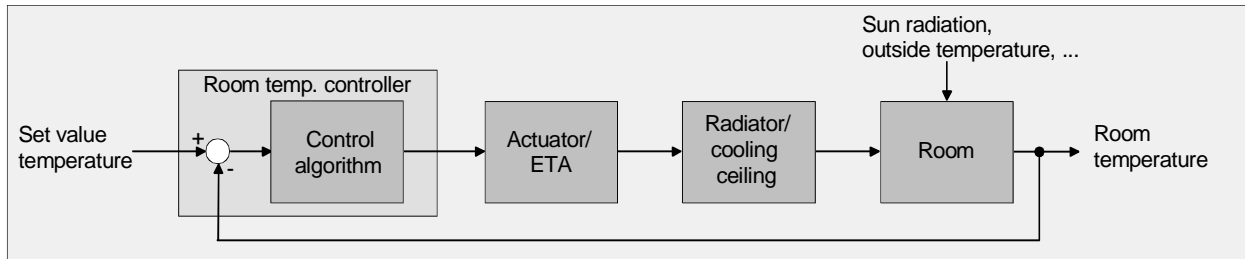 Sun radiation,
outside temperature, ...
Room temp. controller
Set value
temperature
+
-
Control
algorithm
Actuator/
ETA
Radiator/
cooling
ceiling
Room
Room
temperature